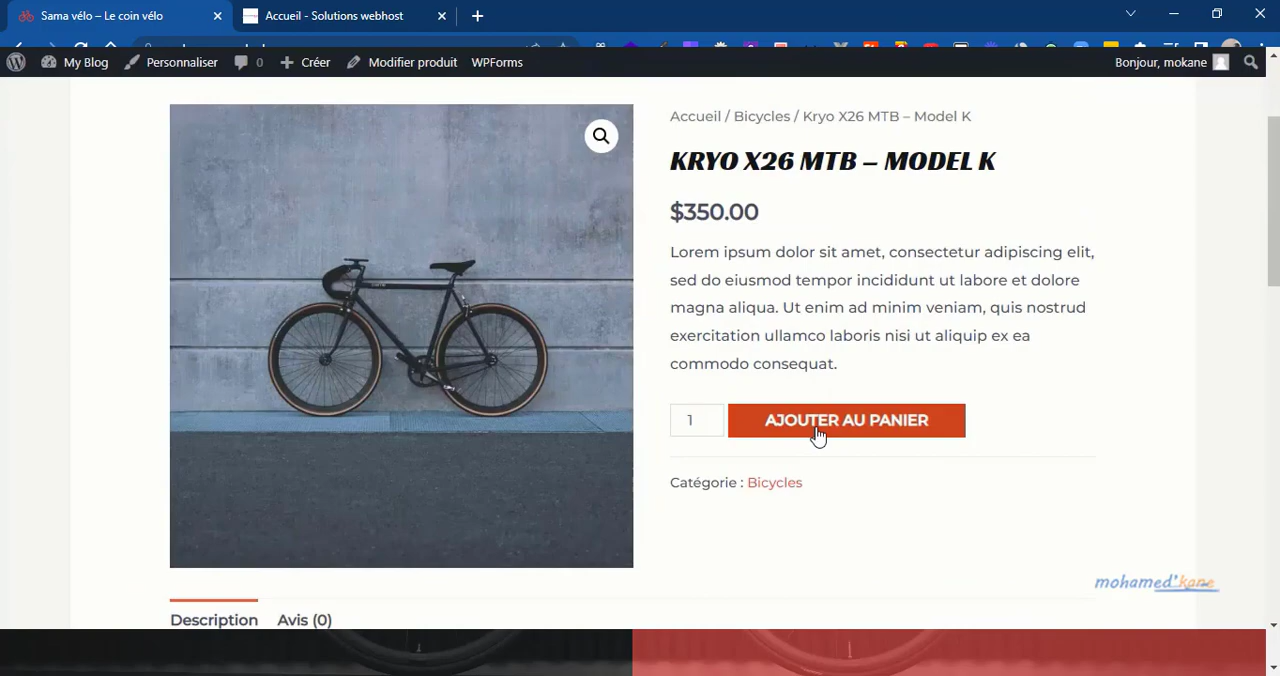 Sama vélo – Le coin vélo
Accueil - Solutions webhost
My Blog
Personnaliser
0
Créer
Modifier produit
WPForms
Bonjour, mokane
Accueil / Bicycles / Kryo X26 MTB – Model K
KRYO X26 MTB – MODEL K
$350.00
Lorem ipsum dolor sit amet, consectetur adipiscing elit,
sed do eiusmod tempor incididunt ut labore et dolore
magna aliqua. Ut enim ad minim veniam, quis nostrud
exercitation ullamco laboris nisi ut aliquip ex ea
commodo consequat.
1
AJOUTER AU PANIER
Catégorie : Bicycles
mohamed'kane
Description
Avis (0)